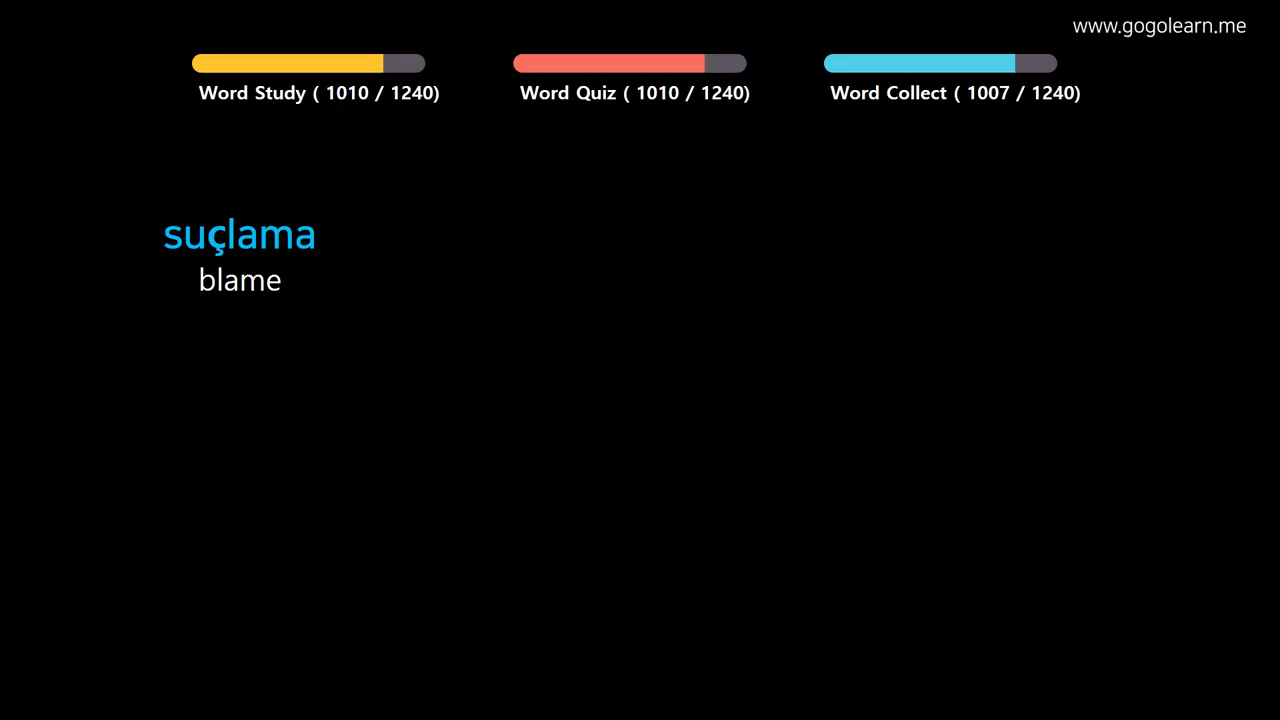 www.gogolearn.me
Word Study ( 1010 / 1240)
Word Quiz ( 1010 / 1240)
Word Collect ( 1007 / 1240)
suçlama
blame